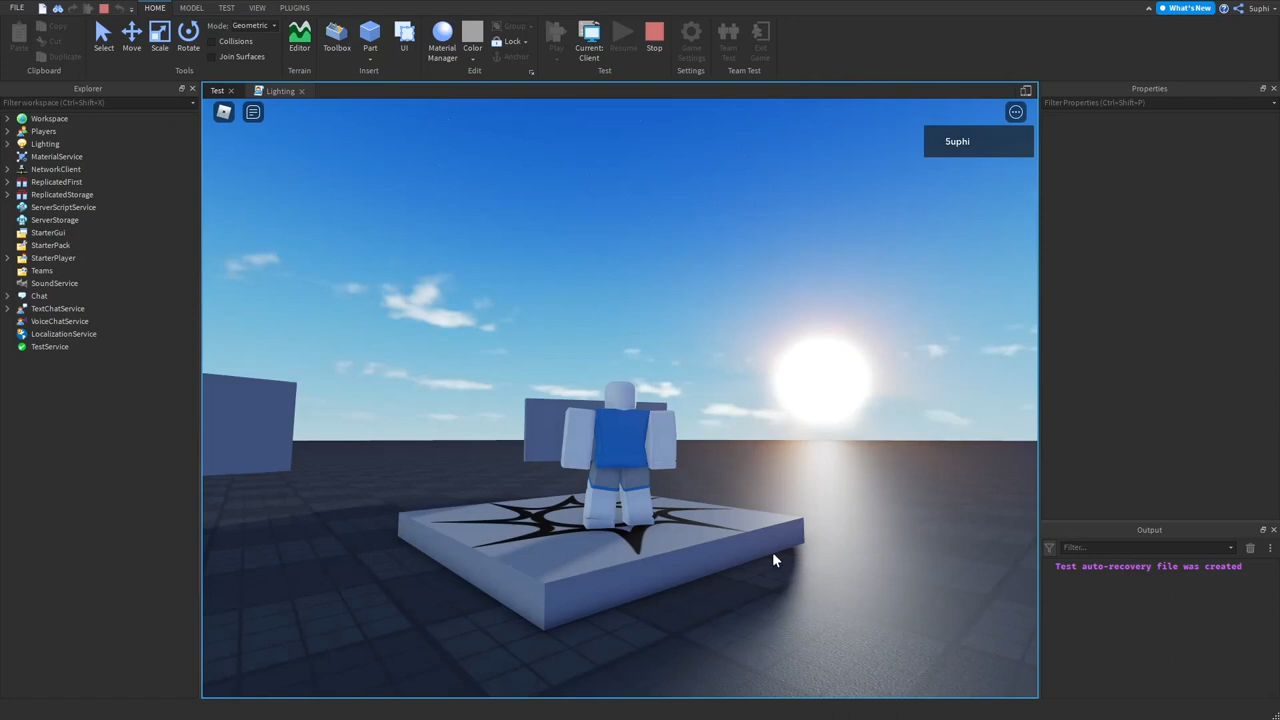 FILE
HOME
MODEL
TEST
VIEW
PLUGINS
What's New
Suphi
Paste
Copy
Cut
Duplicate
Clipboard
Select
Move
Scale
Rotate
Mode: Geometric
Collisions
Join Surfaces
Tools
Editor
Terrain
Toolbox
Part
UI
Insert
Material Manager
Color
Group
Lock
Anchor
Edit
Play
Current: Client
Resume
Stop
Test
Game Settings
Settings
Team Test
Exit Game
Team Test
Explorer
Filter workspace (Ctrl+Shift+X)
Workspace
Players
Lighting
MaterialService
NetworkClient
ReplicatedFirst
ReplicatedStorage
ServerScriptService
ServerStorage
StarterGui
StarterPack
StarterPlayer
Teams
SoundService
Chat
TextChatService
VoiceChatService
LocalizationService
TestService
Test
Lighting
5uphi
Properties
Filter Properties (Ctrl+Shift+P)
Output
Filter...
Test auto-recovery file was created